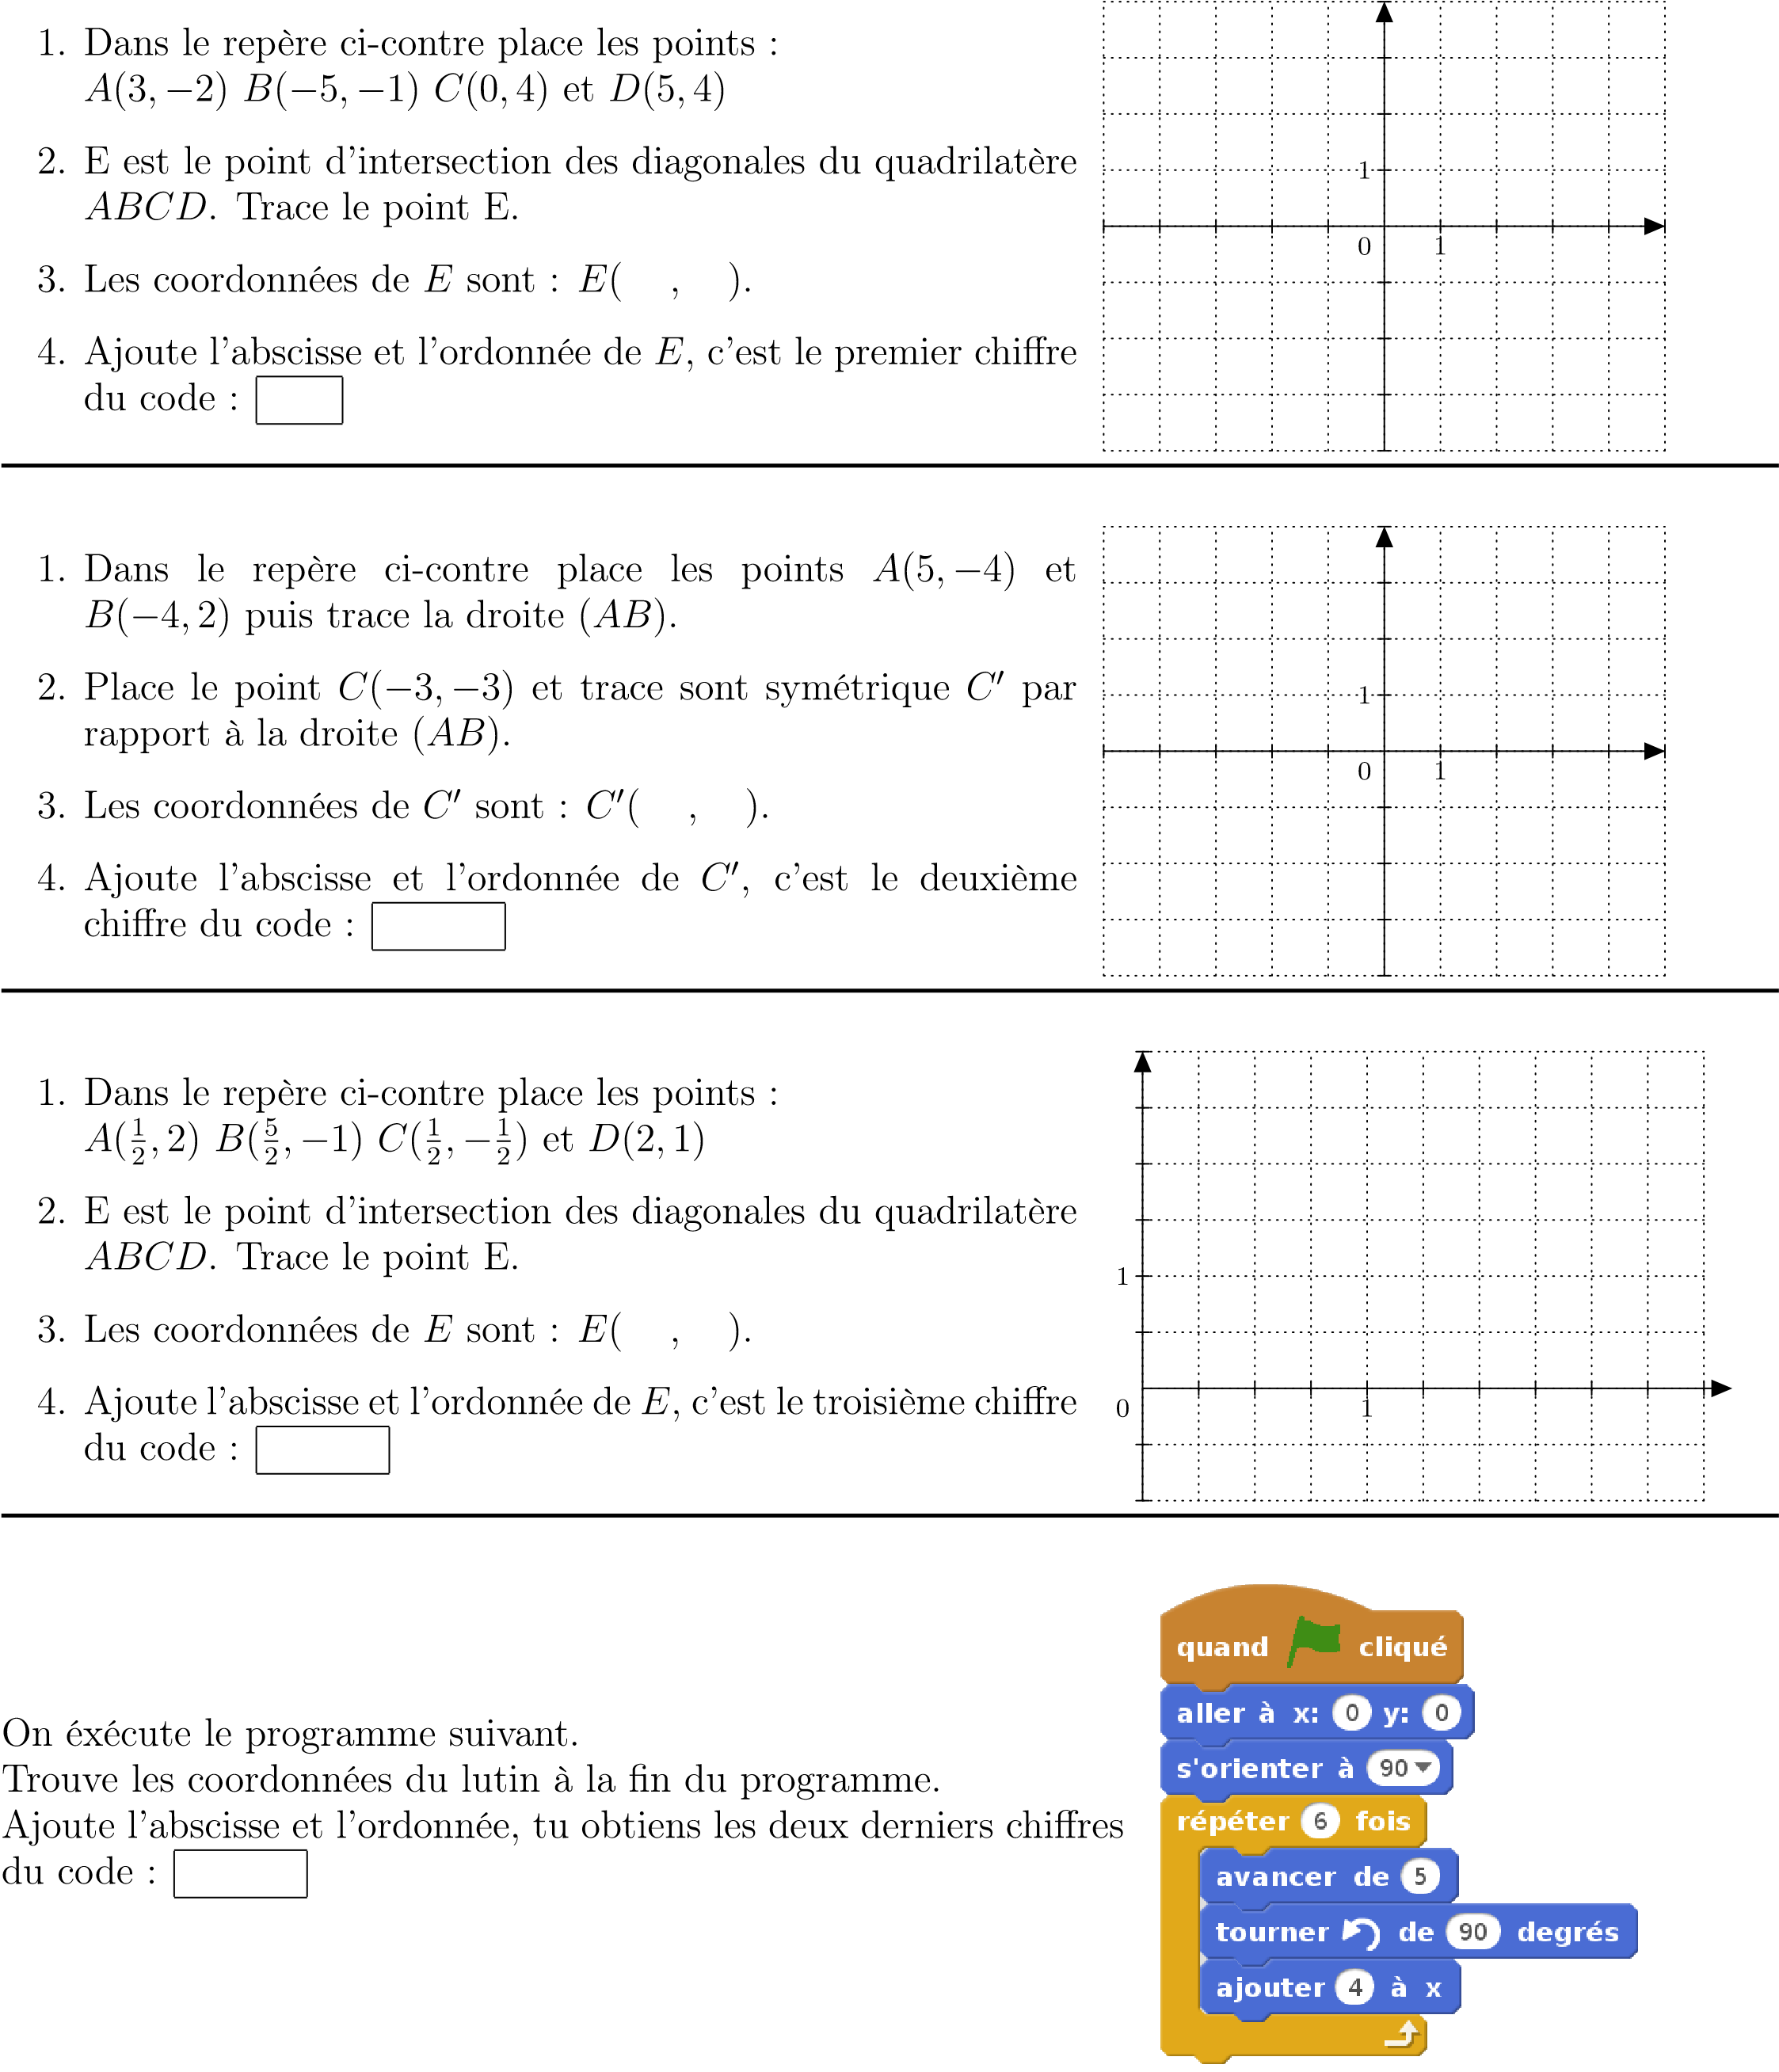 1. Dans le repère ci-contre place les points :
A(3, −2) B(−5, −1) C(0, 4) et D(5, 4)
2. E est le point d'intersection des diagonales du quadrilatère
ABCD. Trace le point E.
3. Les coordonnées de E sont : E( , ).
4. Ajoute l'abscisse et l'ordonnée de E, c'est le premier chiffre
du code :
1
0 1
1. Dans le repère ci-contre place les points A(5, −4) et
B(−4, 2) puis trace la droite (AB).
2. Place le point C(−3, −3) et trace sont symétrique C′ par
rapport à la droite (AB).
3. Les coordonnées de C′ sont : C′( , ).
4. Ajoute l'abscisse et l'ordonnée de C′, c'est le deuxième
chiffre du code :
1
0 1
1. Dans le repère ci-contre place les points :
A(1/2, 2) B(5/2, −1) C(1/2, −1/2) et D(2, 1)
2. E est le point d'intersection des diagonales du quadrilatère
ABCD. Trace le point E.
3. Les coordonnées de E sont : E( , ).
4. Ajoute l'abscisse et l'ordonnée de E, c'est le troisième chiffre
du code :
1
0 1
On éxécute le programme suivant.
Trouve les coordonnées du lutin à la fin du programme.
Ajoute l'abscisse et l'ordonnée, tu obtiens les deux derniers chiffres
du code :
quand cliqué
aller à x: 0 y: 0
s'orienter à 90
répéter 6 fois
avancer de 5
tourner de 90 degrés
ajouter 4 à x